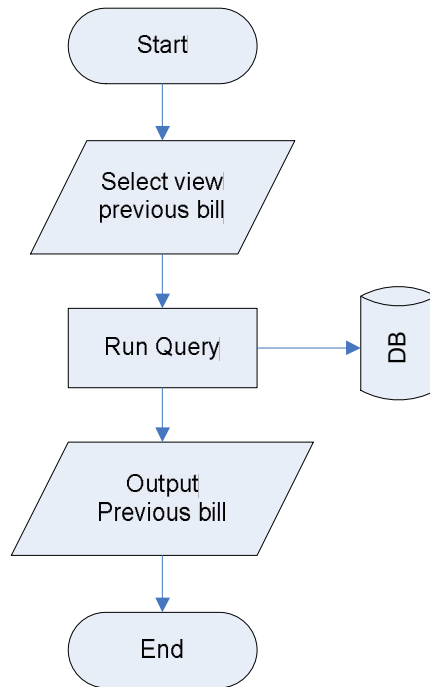 Start
Select view
previous bill
Run Query
DB
Output
Previous bill
End